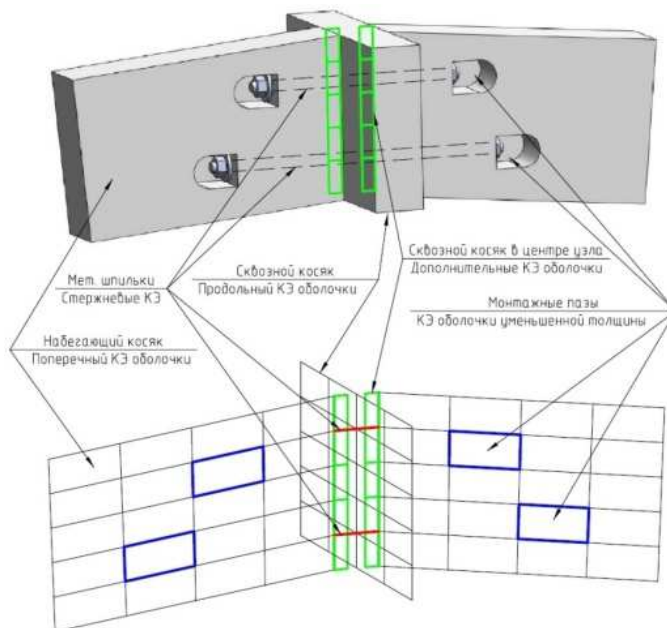 Мет. шпильки
Стержневые КЭ
Сквозной косяк
Продольный КЭ оболочки
Сквозной косяк в центре узла
Дополнительные КЭ оболочки
Монтажные пазы
КЭ оболочки уменьшенной толщины
Набегающий косяк
Поперечный КЭ оболочки